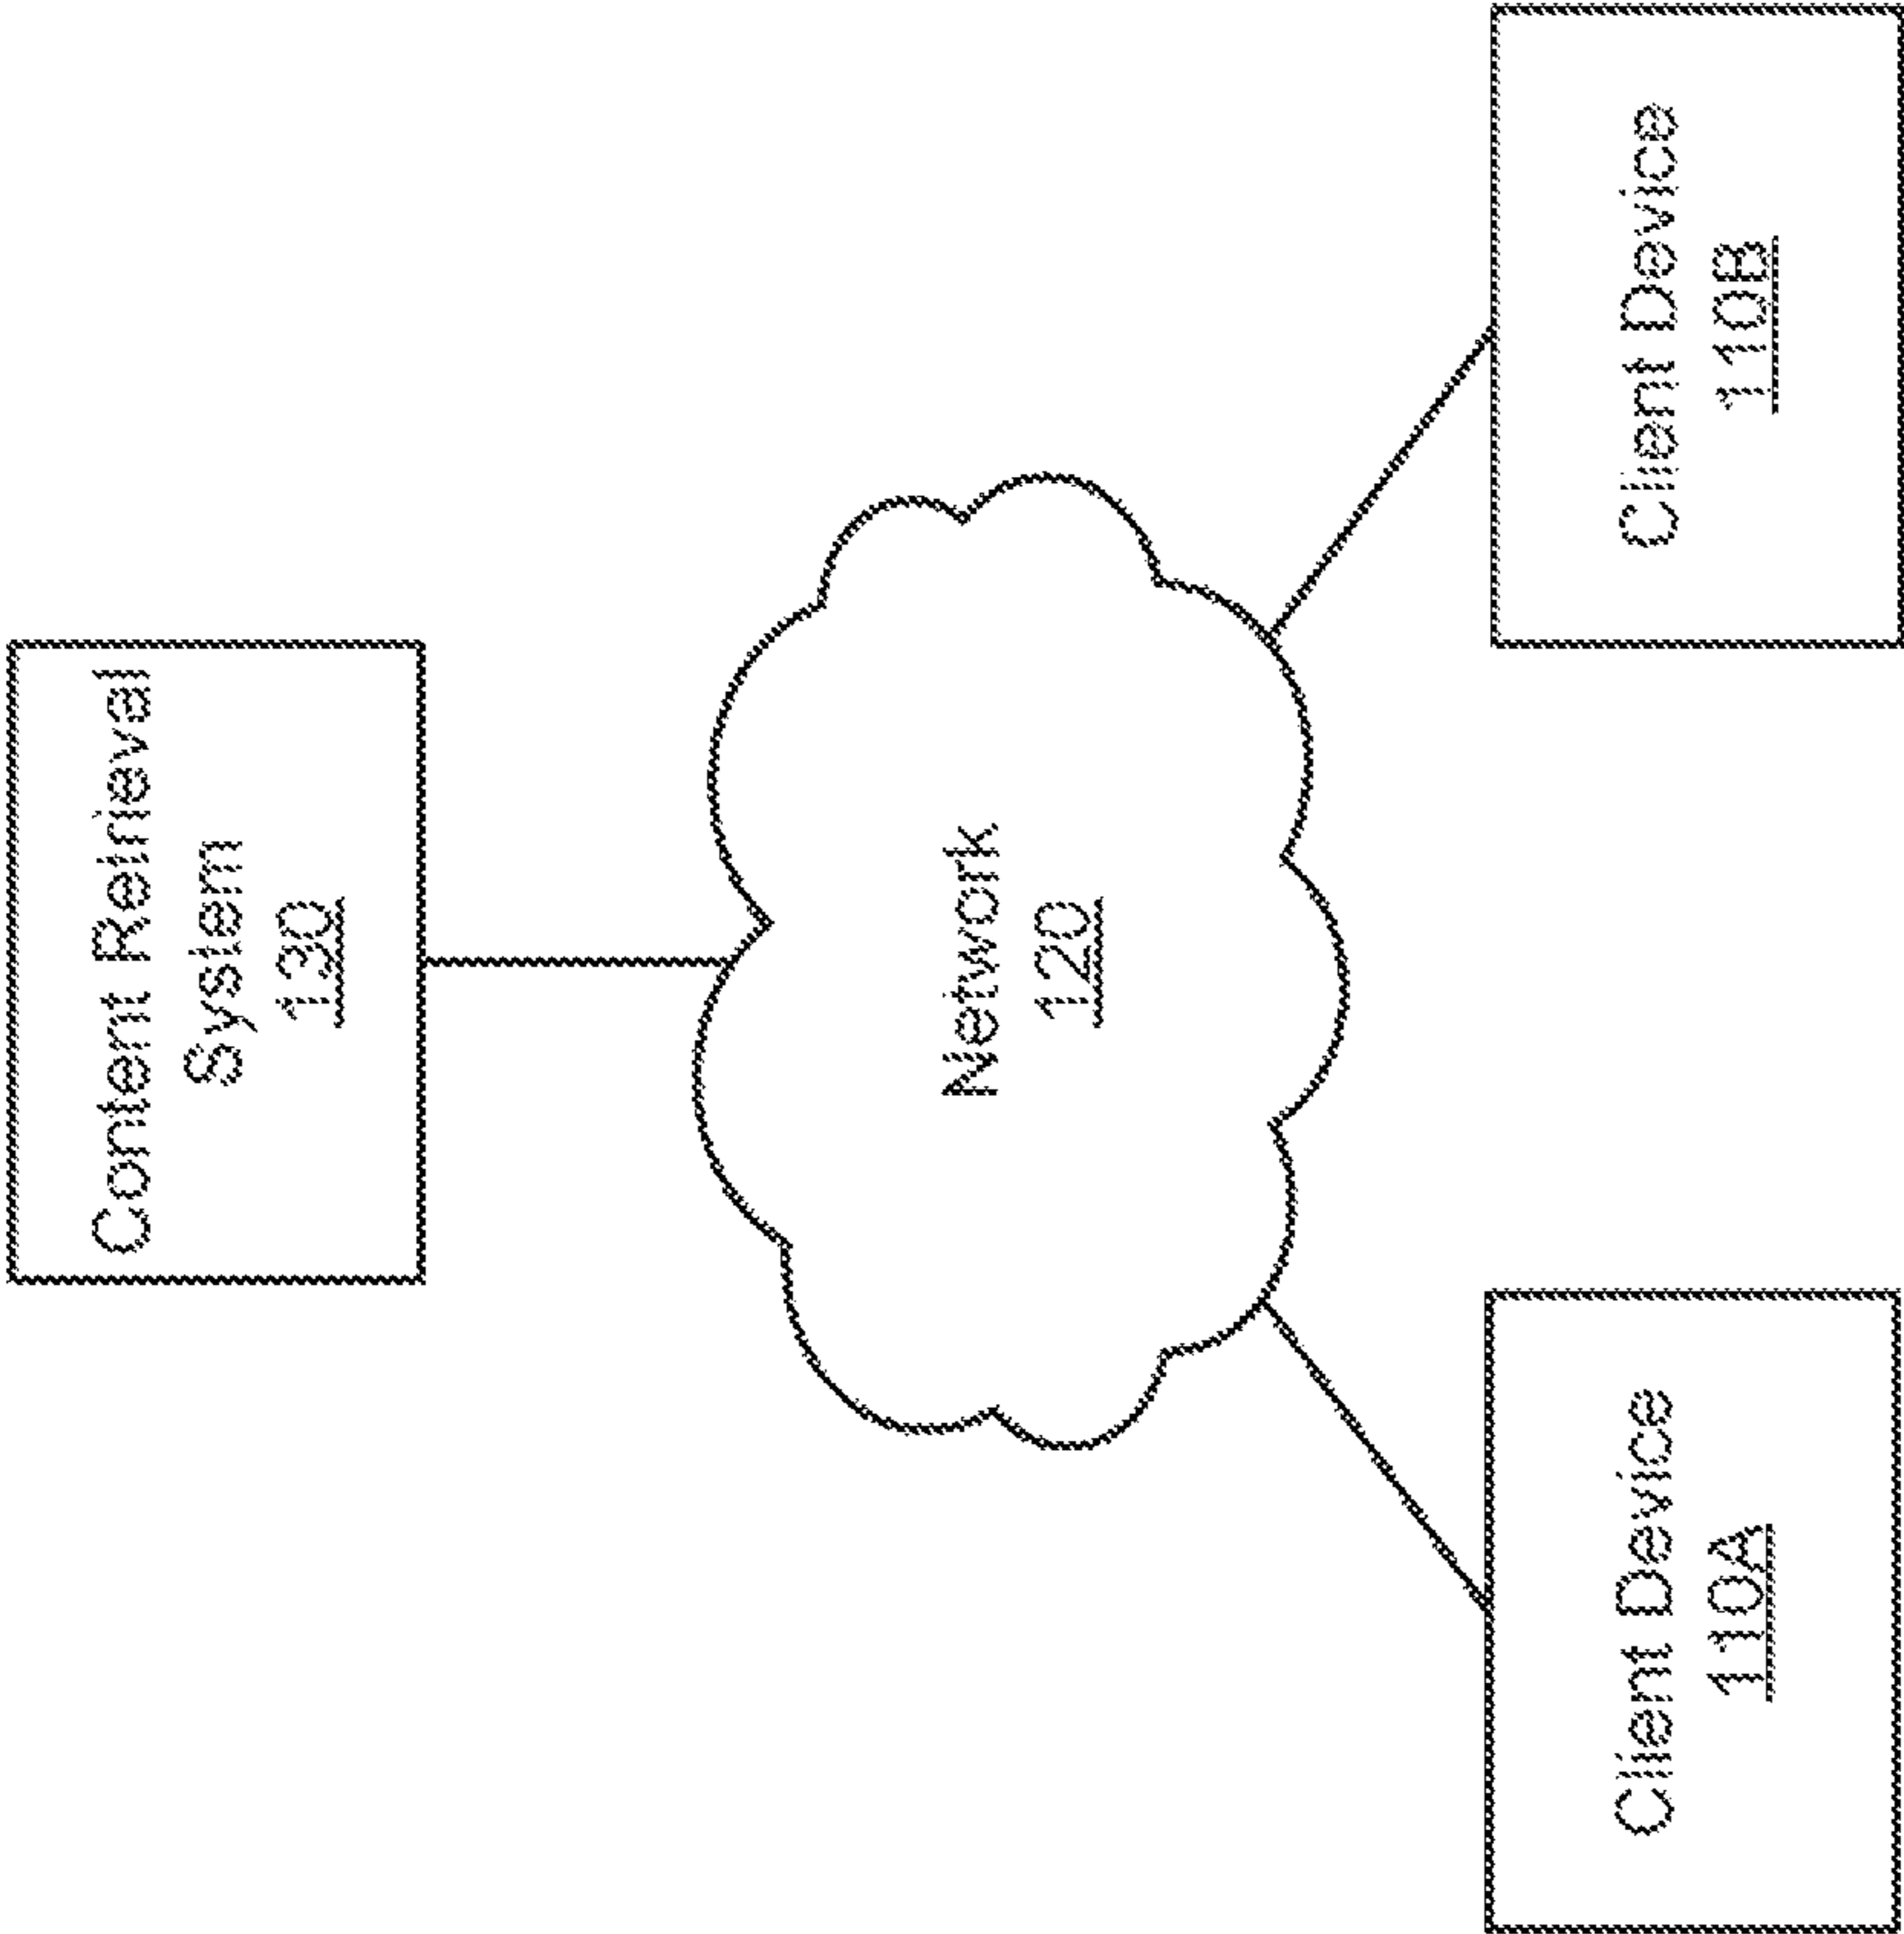 Content Retrieval
System
130
Network
120
Client Device
110A
Client Device
110B